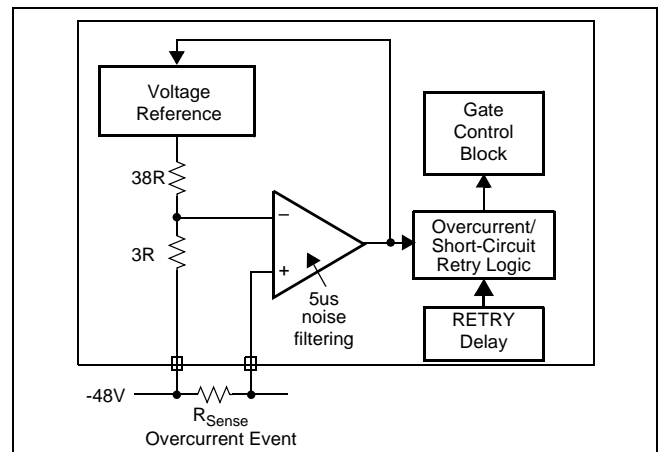 Voltage
Reference
Gate
Control
Block
38R
3R
−
+
Overcurrent/
Short-Circuit
Retry Logic
5us
noise
filtering
RETRY
Delay
-48V
RSense
Overcurrent Event